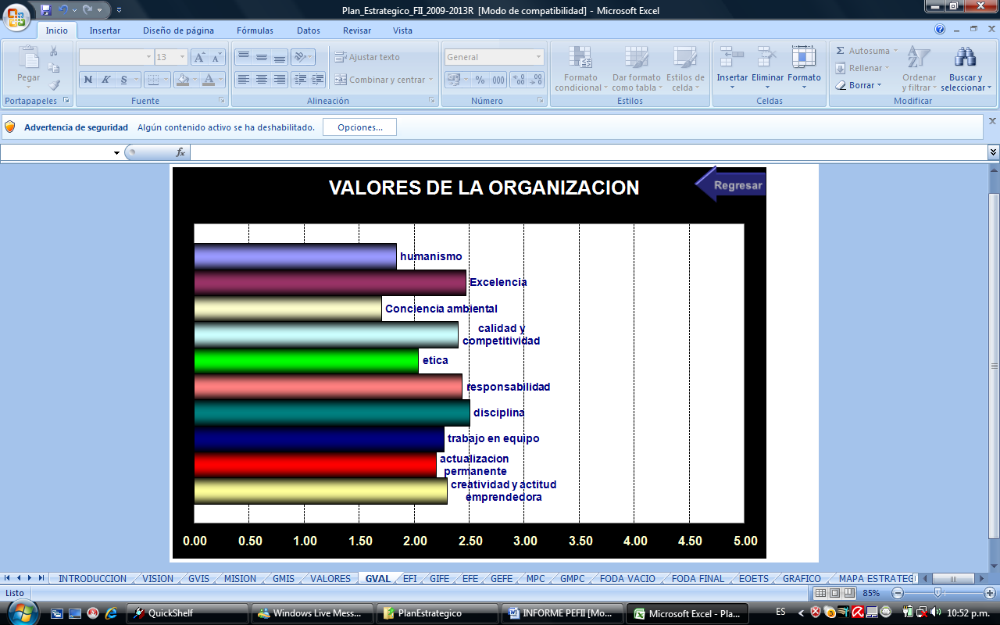 Plan_Estrategico_FII_2009-2013R [Modo de compatibilidad] - Microsoft Excel
Inicio Insertar Diseño de página Fórmulas Datos Revisar Vista
Pegar
Portapapeles
13
N K S
Fuente
Ajustar texto
Combinar y centrar
Alineación
General
% 000
Número
Formato condicional
Dar formato como tabla
Estilos de celda
Estilos
Insertar Eliminar Formato
Celdas
Autosuma
Rellenar
Borrar
Ordenar y filtrar
Buscar y seleccionar
Modificar
Advertencia de seguridad Algún contenido activo se ha deshabilitado. Opciones...
fx
VALORES DE LA ORGANIZACION
Regresar
humanismo
Excelencia
Conciencia ambiental
calidad y
competitividad
etica
responsabilidad
disciplina
trabajo en equipo
actualizacion
permanente
creatividad y actitud
emprendedora
0.00 0.50 1.00 1.50 2.00 2.50 3.00 3.50 4.00 4.50 5.00
INTRODUCCION VISION GVIS MISION GMIS VALORES GVAL EFI GIFE EFE GEFE MPC GMPC FODA VACIO FODA FINAL EOETS GRAFICO MAPA ESTRATEG
Listo
85%
QuickShelf Windows Live Mess... PlanEstrategico INFORME PEFII [Mo... Microsoft Excel - Pla... ES 10:52 p.m.